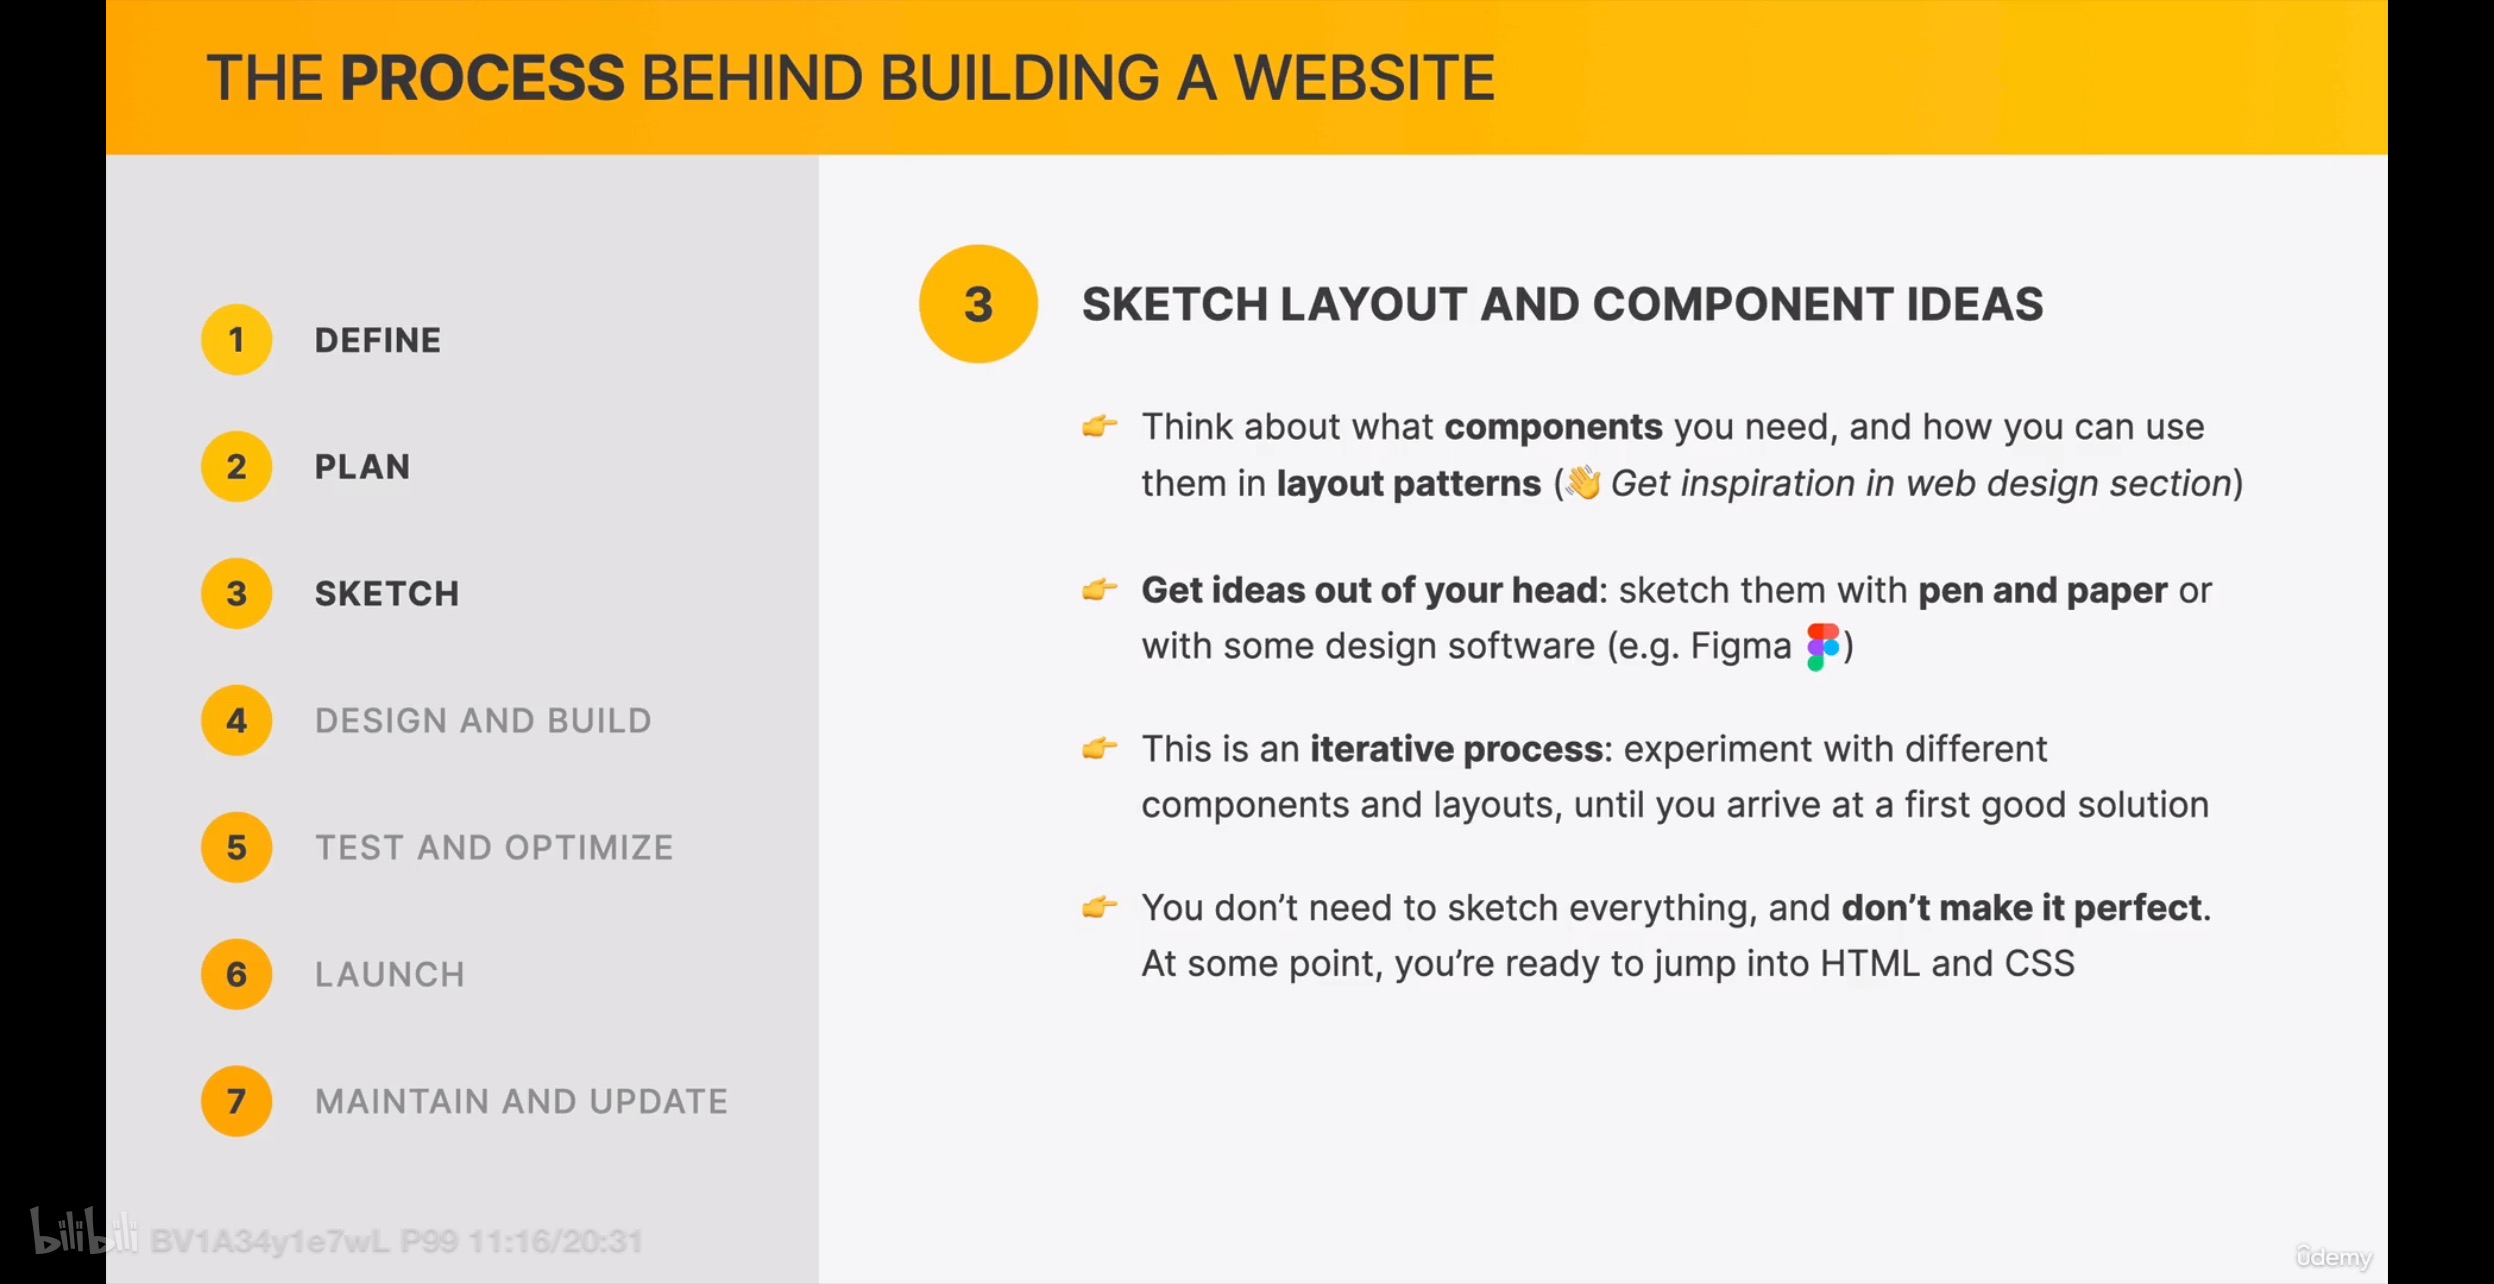 THE PROCESS BEHIND BUILDING A WEBSITE
1 DEFINE
2 PLAN
3 SKETCH
4 DESIGN AND BUILD
5 TEST AND OPTIMIZE
6 LAUNCH
7 MAINTAIN AND UPDATE
3 SKETCH LAYOUT AND COMPONENT IDEAS
👉 Think about what components you need, and how you can use
them in layout patterns (👋 Get inspiration in web design section)
👉 Get ideas out of your head: sketch them with pen and paper or
with some design software (e.g. Figma )
👉 This is an iterative process: experiment with different
components and layouts, until you arrive at a first good solution
👉 You don’t need to sketch everything, and don’t make it perfect.
At some point, you’re ready to jump into HTML and CSS
bilibili BV1A34y1e7wL P99 11:16/20:31
ûdemy